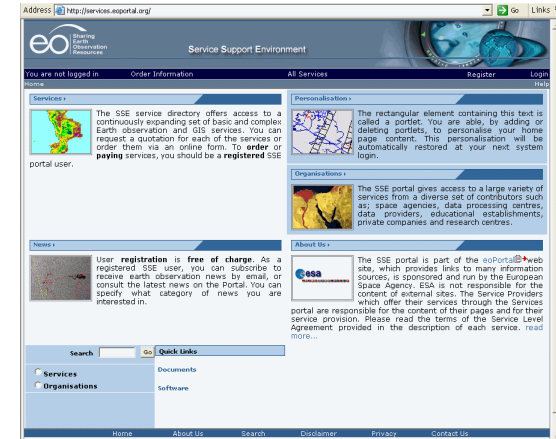 Address http://services.eoportal.org/ Go Links
eo Sharing
Earth
Observation
Resources
Service Support Environment
You are not logged in Order Information All Services Register Login
Home Help
Services ›
The SSE service directory offers access to a
continuously expanding set of basic and complex
Earth observation and GIS services. You can
request a quotation for each of the services or
order them via an online form. To order or
paying services, you should be a registered SSE
portal user.
Personalisation ›
The rectangular element containing this text is
called a portlet. You are able, by adding or
deleting portlets, to personalise your home
page content. This personalisation will be
automatically restored at your next system
login.
Organisations ›
The SSE portal gives access to a large variety of
services from a diverse set of contributors such
as; space agencies, data processing centres,
data providers, educational establishments,
private companies and research centres.
News ›
User registration is free of charge. As a
registered SSE user, you can subscribe to
receive earth observation news by email, or
consult the latest news on the Portal. You can
specify what category of news you are
interested in.
About Us ›
esa
The SSE portal is part of the eoPortal web
site, which provides links to many information
sources, is sponsored and run by the European
Space Agency. ESA is not responsible for the
content of external sites. The Service Providers
which offer their services through the Services
portal are responsible for the content of their pages and for their
service provision. Please read the terms of the Service Level
Agreement provided in the description of each service. read
more...
Search Go
Services
Organisations
Quick Links
Documents
Software
Home About Us Search Disclaimer Privacy Contact Us